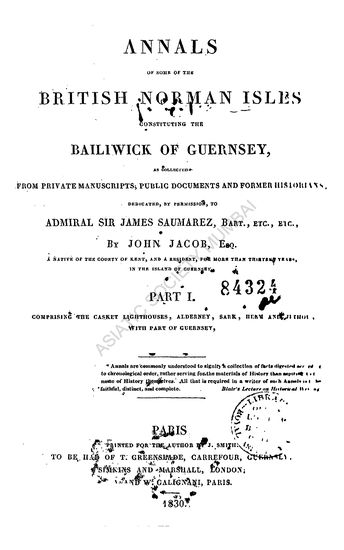 ANNALS
OF SOME OF THE
BRITISH NORMAN ISLES
CONSTITUTING THE
BAILIWICK OF GUERNSEY,
AS COLLECTED
FROM PRIVATE MANUSCRIPTS, PUBLIC DOCUMENTS AND FORMER HISTORIANS.
DEDICATED, BY PERMISSION, TO
ADMIRAL SIR JAMES SAUMAREZ, BART., ETC., ETC.,
BY JOHN JACOB, ESQ.
A NATIVE OF THE COUNTY OF KENT, AND A RESIDENT, FOR MORE THAN THIRTEEN YEARS,
IN THE ISLAND OF GUERNSEY.
PART I.
84324
COMPRISING THE CASKET LIGHTHOUSES, ALDERNEY, SARK, HERM AND JETHOU,
WITH PART OF GUERNSEY,
ASIATIC SOCIETY MUMBAI
"Annals are commonly understood to signify a collection of facts digested
to chronological order, rather serving for the materials of History than
name of History themselves. All that is required in a writer of such Annals is to be
faithful, distinct, and complete. Blair's Lecture on Historical
PARIS
PRINTED FOR THE AUTHOR BY J. SMITH.
TO BE HAD OF T. GREENSLADE, CARREFOUR, GUERNSEY.
SIMKINS AND MARSHALL, LONDON;
AND W. GALIGNANI, PARIS.
1830.